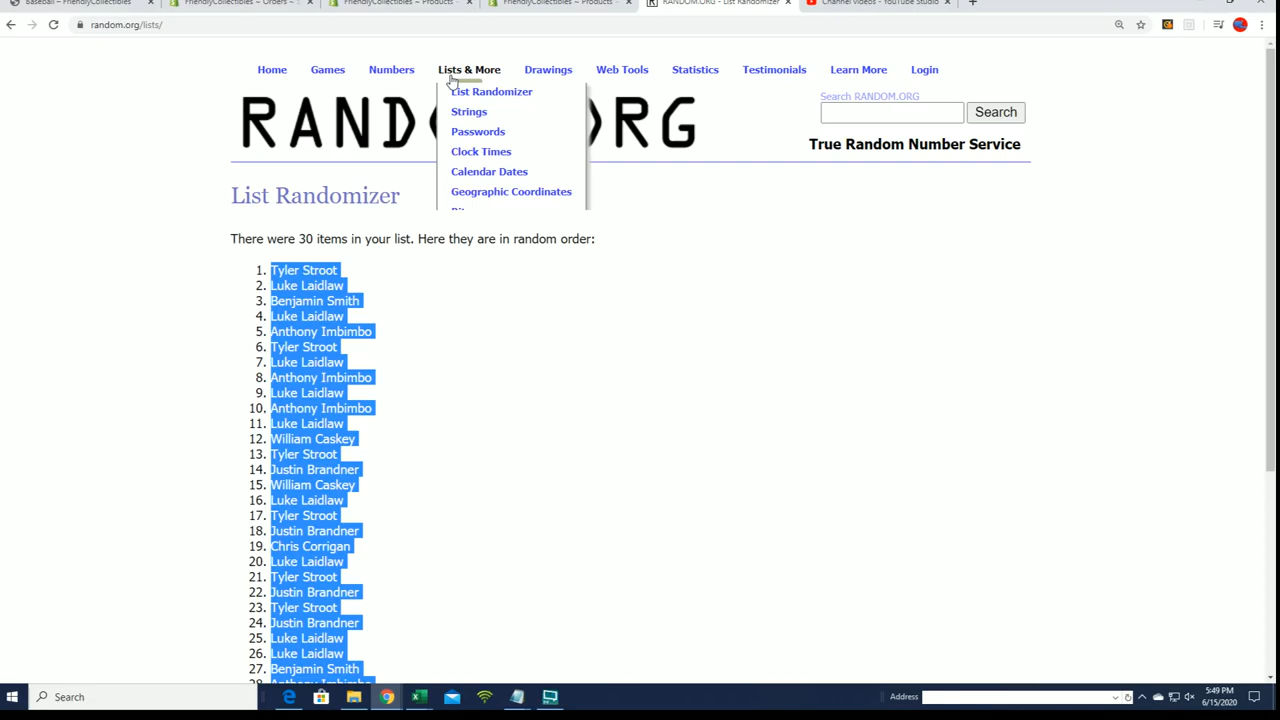 Baseball ~ FriendlyCollectibles
FriendlyCollectibles ~ Orders ~
FriendlyCollectibles ~ Products ~
FriendlyCollectibles ~ Products ~
RANDOM.ORG - List Randomizer
Channel videos - YouTube Studio
random.org/lists/
Home Games Numbers Lists & More Drawings Web Tools Statistics Testimonials Learn More Login
List Randomizer
Strings
Passwords
Clock Times
Calendar Dates
Geographic Coordinates
Search RANDOM.ORG
Search
True Random Number Service
List Randomizer
There were 30 items in your list. Here they are in random order:
1. Tyler Stroot
2. Luke Laidlaw
3. Benjamin Smith
4. Luke Laidlaw
5. Anthony Imbimbo
6. Tyler Stroot
7. Luke Laidlaw
8. Anthony Imbimbo
9. Luke Laidlaw
10. Anthony Imbimbo
11. Luke Laidlaw
12. William Caskey
13. Tyler Stroot
14. Justin Brandner
15. William Caskey
16. Luke Laidlaw
17. Tyler Stroot
18. Justin Brandner
19. Chris Corrigan
20. Luke Laidlaw
21. Tyler Stroot
22. Justin Brandner
23. Tyler Stroot
24. Justin Brandner
25. Luke Laidlaw
26. Luke Laidlaw
27. Benjamin Smith
28. Anthony Imbimbo
Search
Address
5:49 PM
6/15/2020